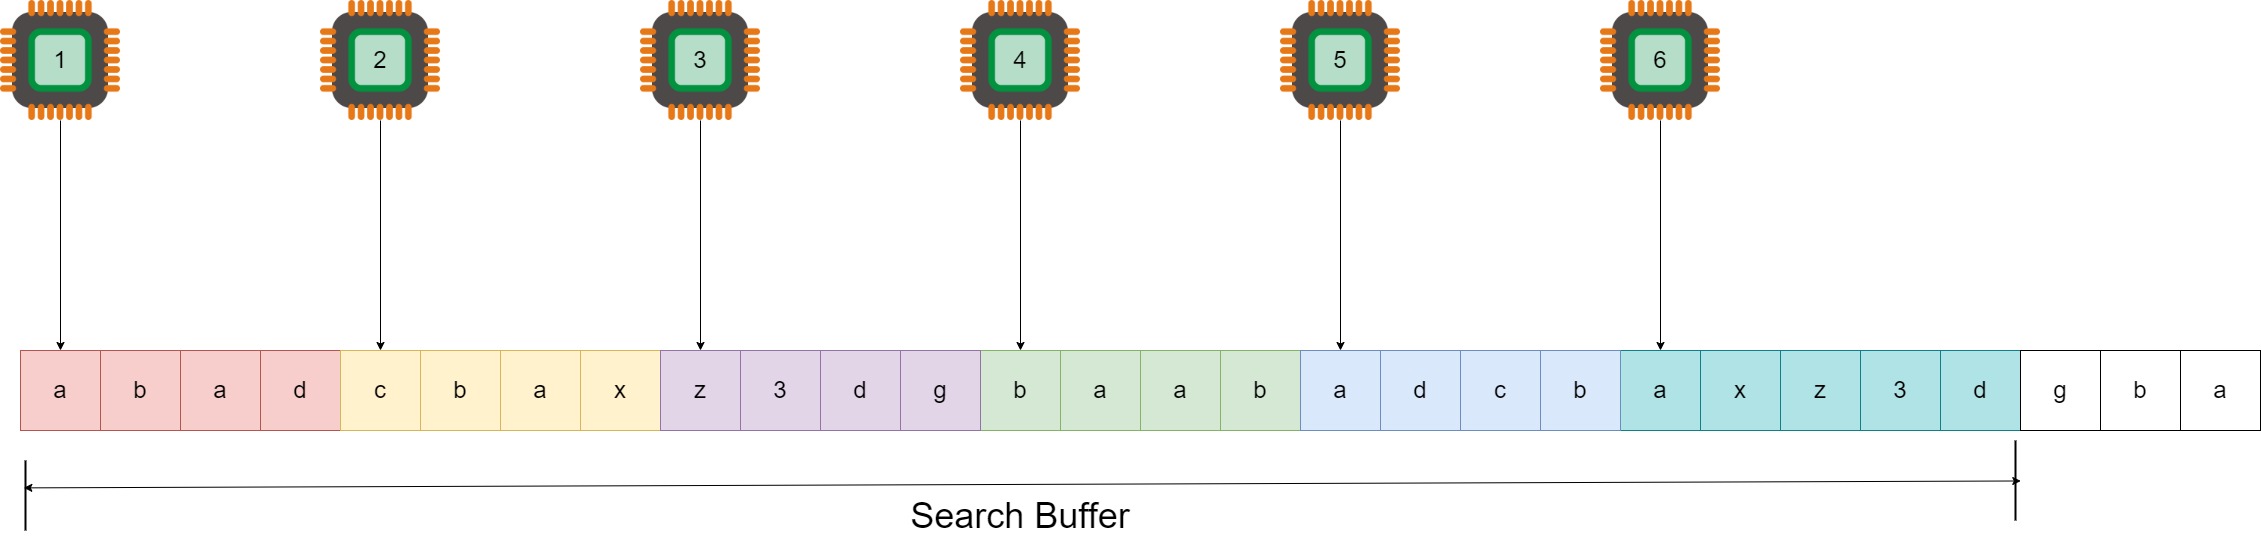 1 2 3 4 5 6
a b a d c b a x z 3 d g b a a b a d c b a x z 3 d g b a
Search Buffer